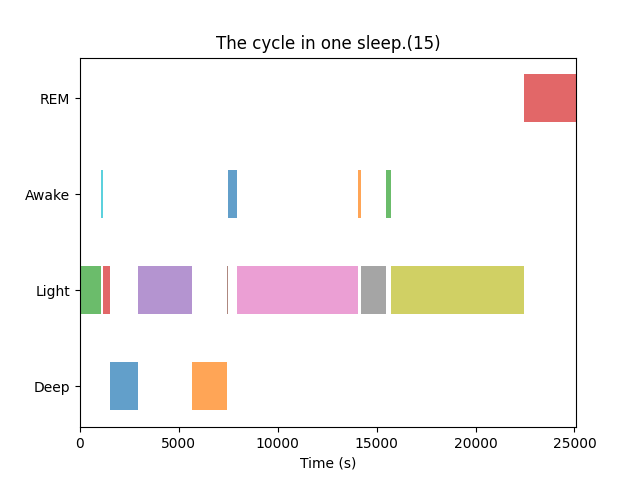 The cycle in one sleep.(15)
REM
Awake
Light
Deep
0 5000 10000 15000 20000 25000
Time (s)